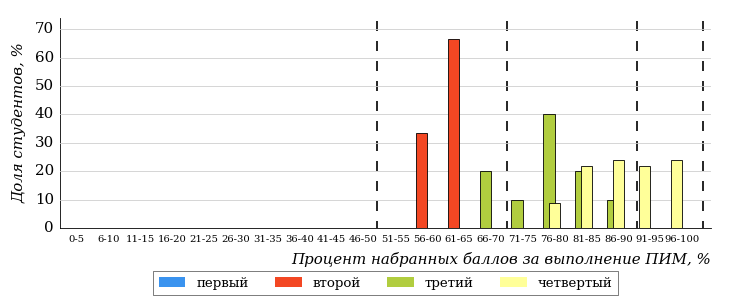 70
60
50
40
30
20
10
0
Доля студентов, %
0-5 6-10 11-15 16-20 21-25 26-30 31-35 36-40 41-45 46-50 51-55 56-60 61-65 66-70 71-75 76-80 81-85 86-90 91-95 96-100
Процент набранных баллов за выполнение ПИМ, %
первый второй третий четвертый